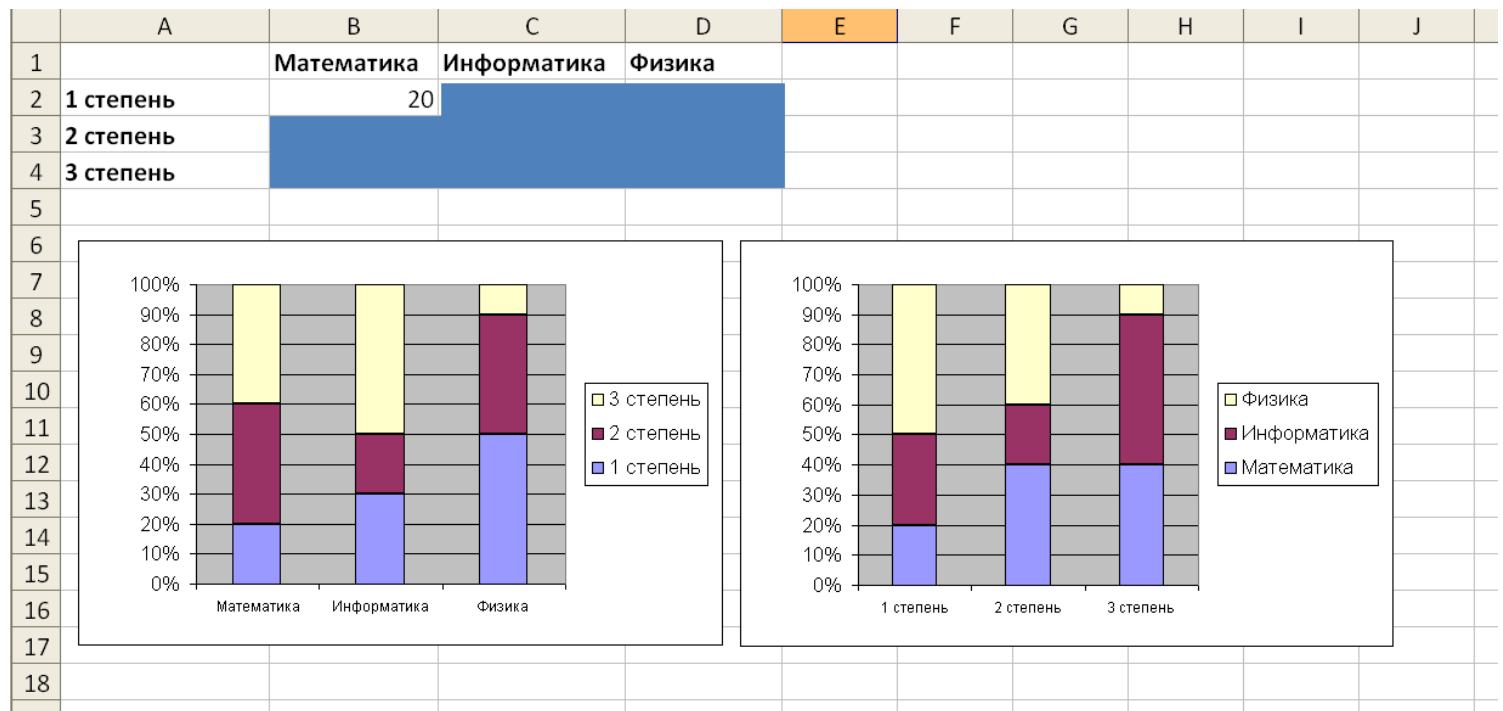 A B C D E F G H I J
1 Математика Информатика Физика
2 1 степень 20
3 2 степень
4 3 степень
5
6
7
8
9
10
11
12
13
14
15
16
17
18
100%
90%
80%
70%
60%
50%
40%
30%
20%
10%
0%
Математика Информатика Физика
3 степень
2 степень
1 степень
100%
90%
80%
70%
60%
50%
40%
30%
20%
10%
0%
1 степень 2 степень 3 степень
Физика
Информатика
Математика